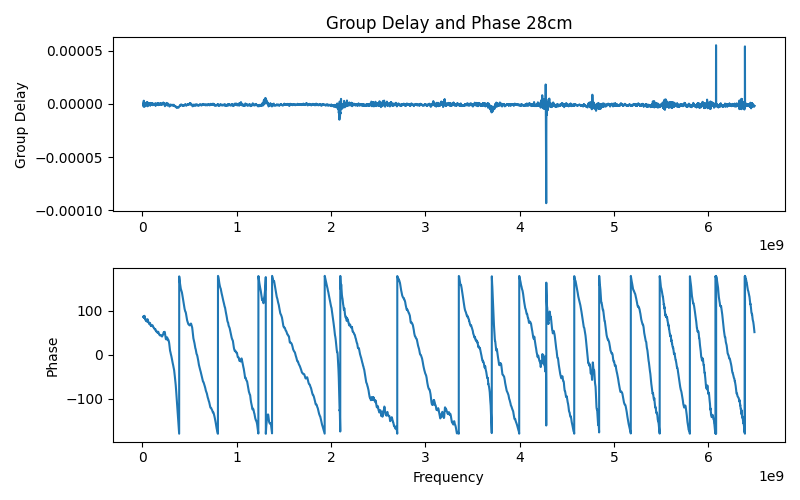 Group Delay and Phase 28cm
0.00005
0.00000
−0.00005
−0.00010
Group Delay
0 1 2 3 4 5 6
1e9
100
0
−100
Phase
0 1 2 3 4 5 6
Frequency
1e9